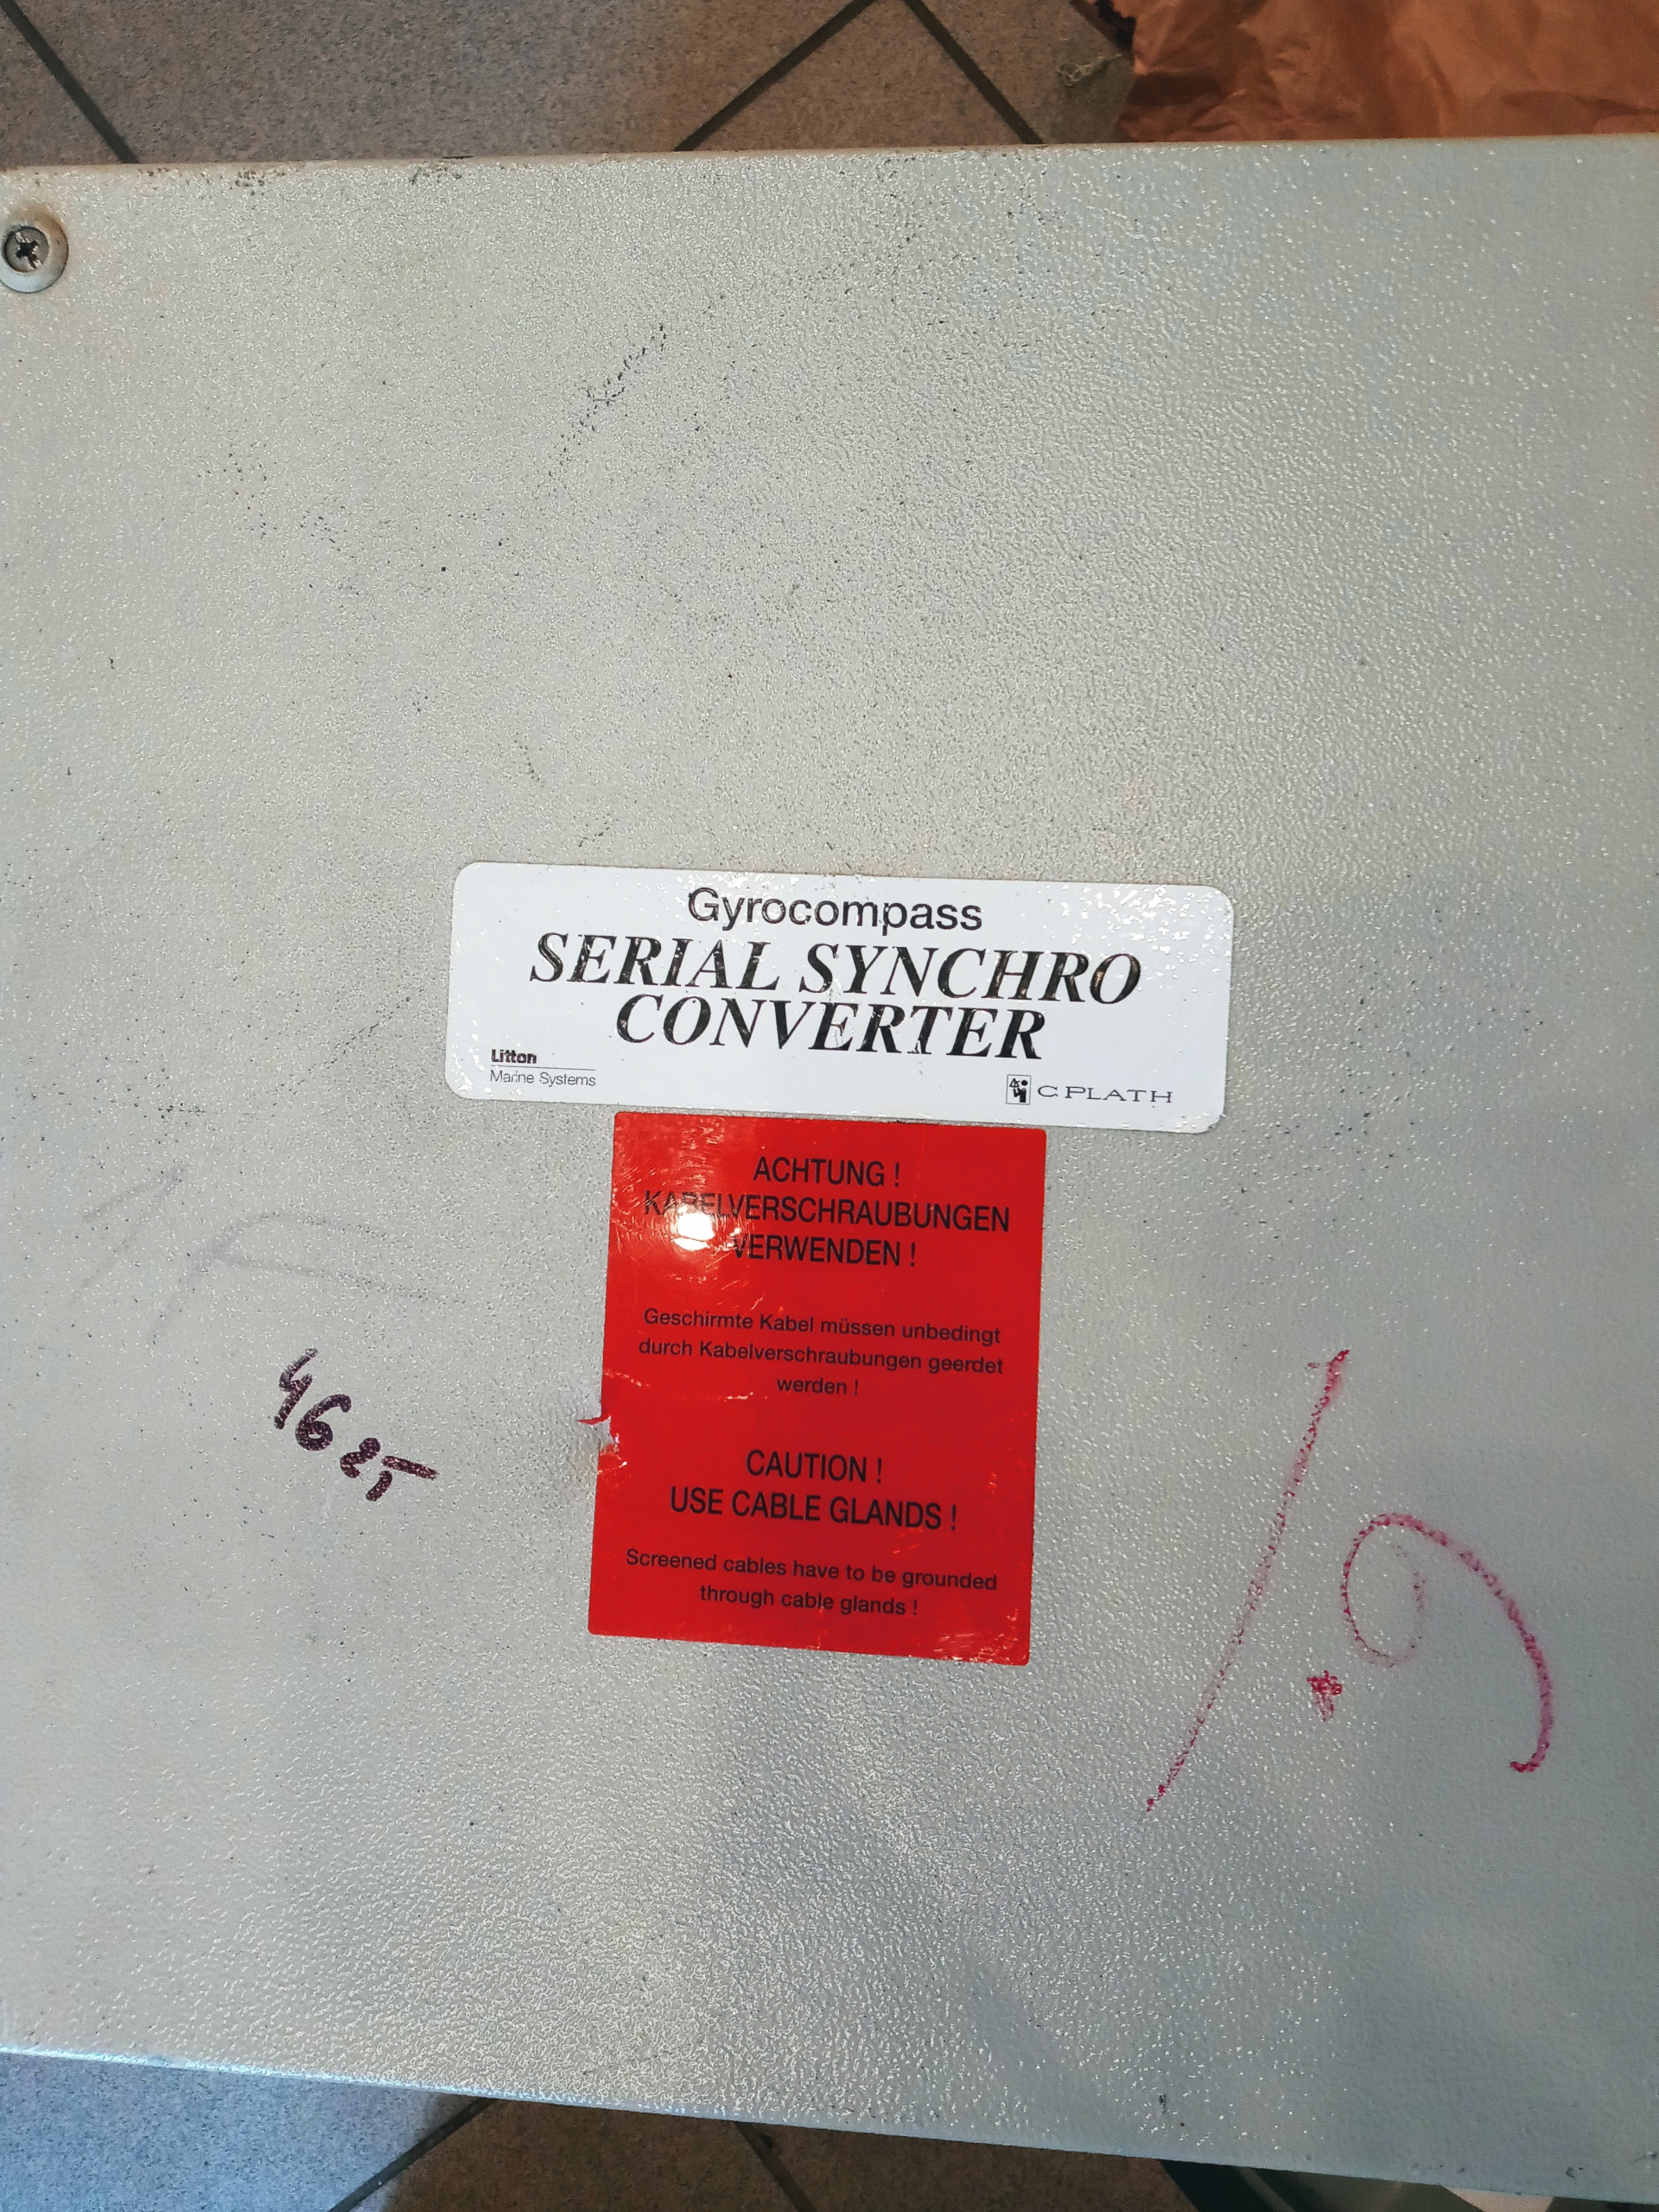 Gyrocompass
SERIAL SYNCHRO
CONVERTER
Litton
Marine Systems
C.PLATH
ACHTUNG !
KABELVERSCHRAUBUNGEN
VERWENDEN !
Geschirmte Kabel müssen unbedingt
durch Kabelverschraubungen geerdet
werden !
CAUTION !
USE CABLE GLANDS !
Screened cables have to be grounded
through cable glands !